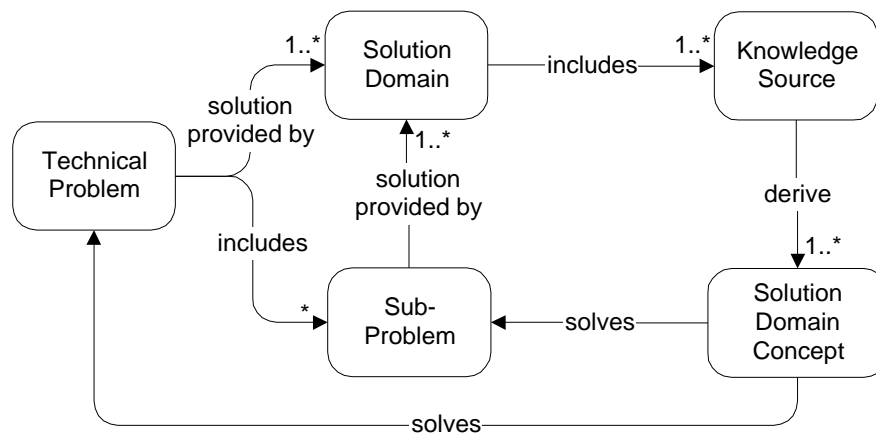 1..*
Solution
Domain
includes
1..*
Knowledge
Source
solution
provided by
1..*
Technical
Problem
solution
provided by
derive
includes
1..*
*
Sub-
Problem
solves
Solution
Domain
Concept
solves